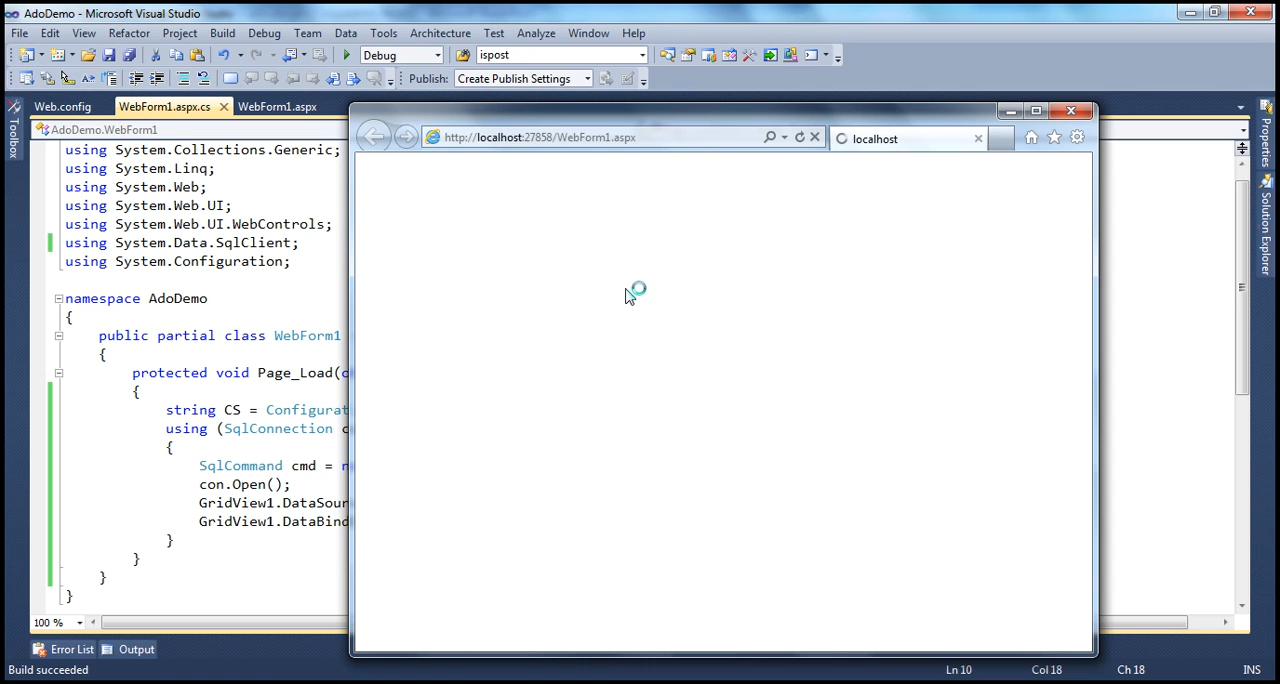 AdoDemo - Microsoft Visual Studio
File Edit View Refactor Project Build Debug Team Data Tools Architecture Test Analyze Window Help
Debug ispost
Publish: Create Publish Settings
Web.config WebForm1.aspx.cs WebForm1.aspx
AdoDemo.WebForm1
Toolbox
Properties
Solution Explorer
http://localhost:27858/WebForm1.aspx localhost
using System.Collections.Generic;
using System.Linq;
using System.Web;
using System.Web.UI;
using System.Web.UI.WebControls;
using System.Data.SqlClient;
using System.Configuration;
namespace AdoDemo
{
public partial class WebForm1
{
protected void Page_Load(
{
string CS = Configurat
using (SqlConnection c
{
SqlCommand cmd = n
con.Open();
GridView1.DataSour
GridView1.DataBind
}
}
}
}
100 %
Error List Output
Build succeeded Ln 10 Col 18 Ch 18 INS